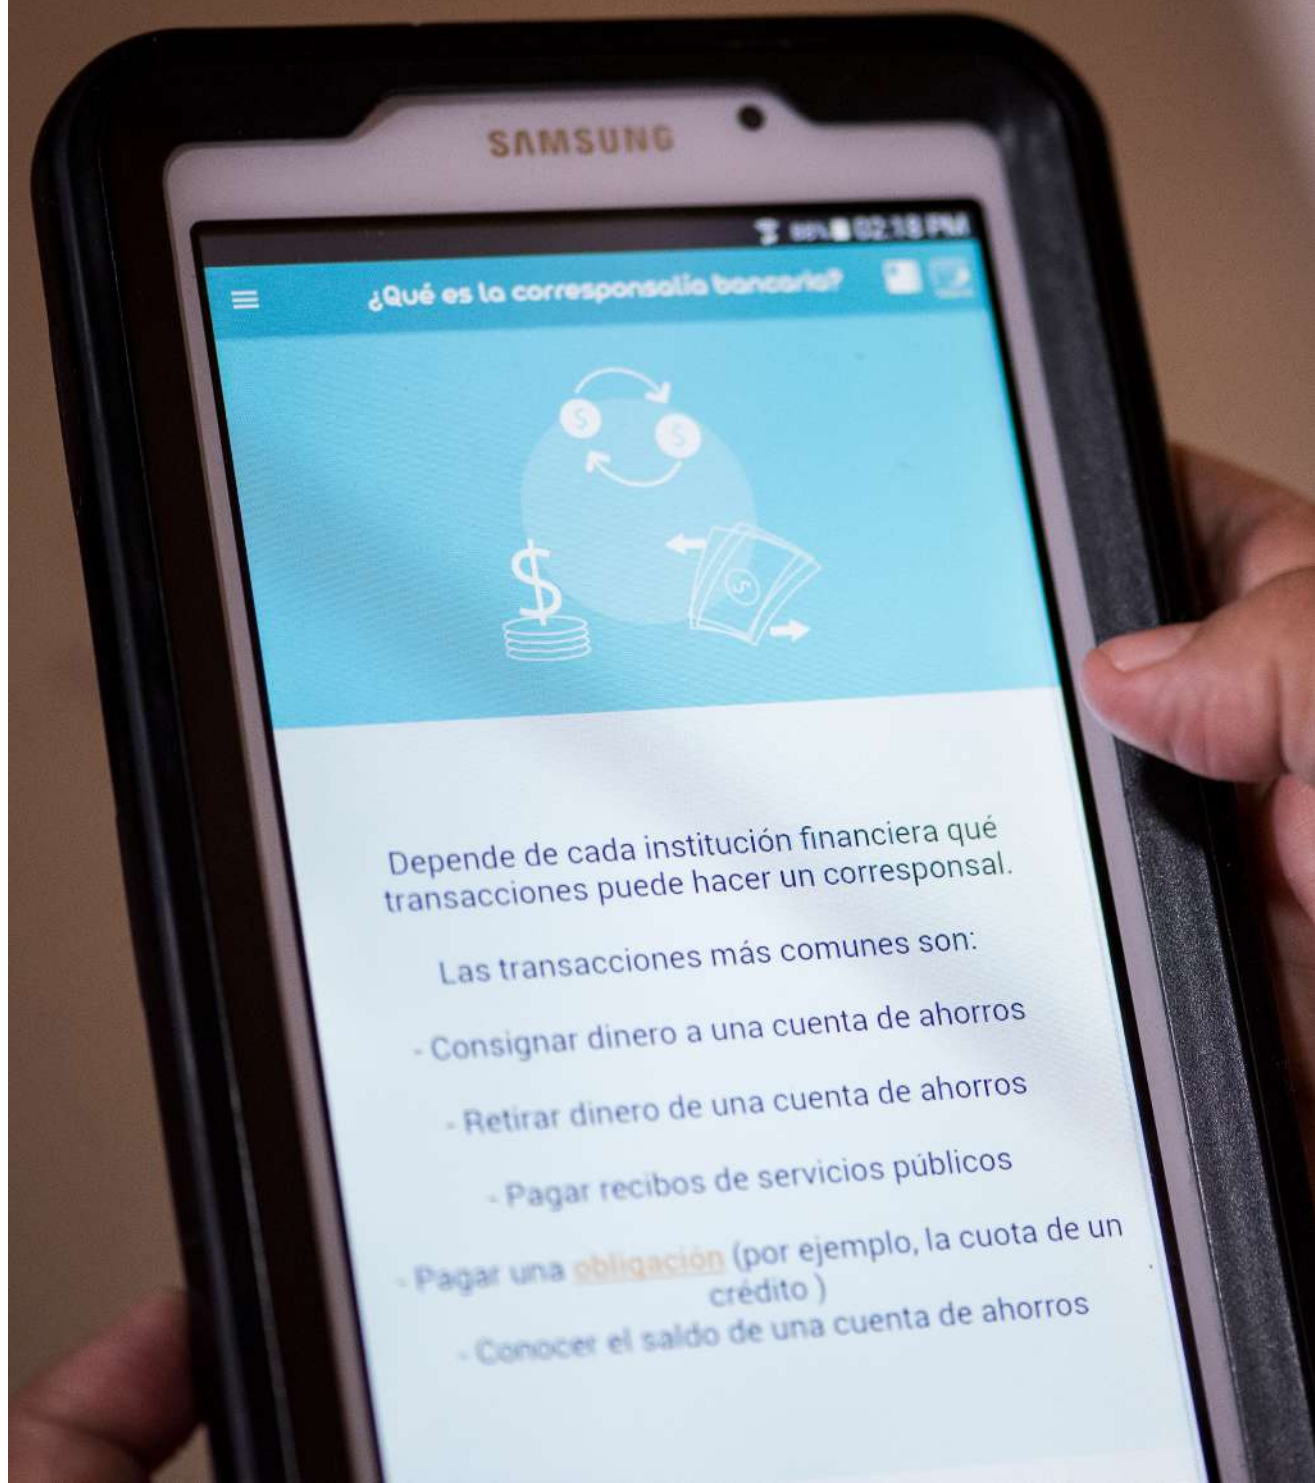 SAMSUNG
02:18 PM
¿Qué es la corresponsalía bancaria?
$ $
$
$
Depende de cada institución financiera qué
transacciones puede hacer un corresponsal.
Las transacciones más comunes son:
- Consignar dinero a una cuenta de ahorros
- Retirar dinero de una cuenta de ahorros
- Pagar recibos de servicios públicos
- Pagar una obligación (por ejemplo, la cuota de un
crédito )
- Conocer el saldo de una cuenta de ahorros